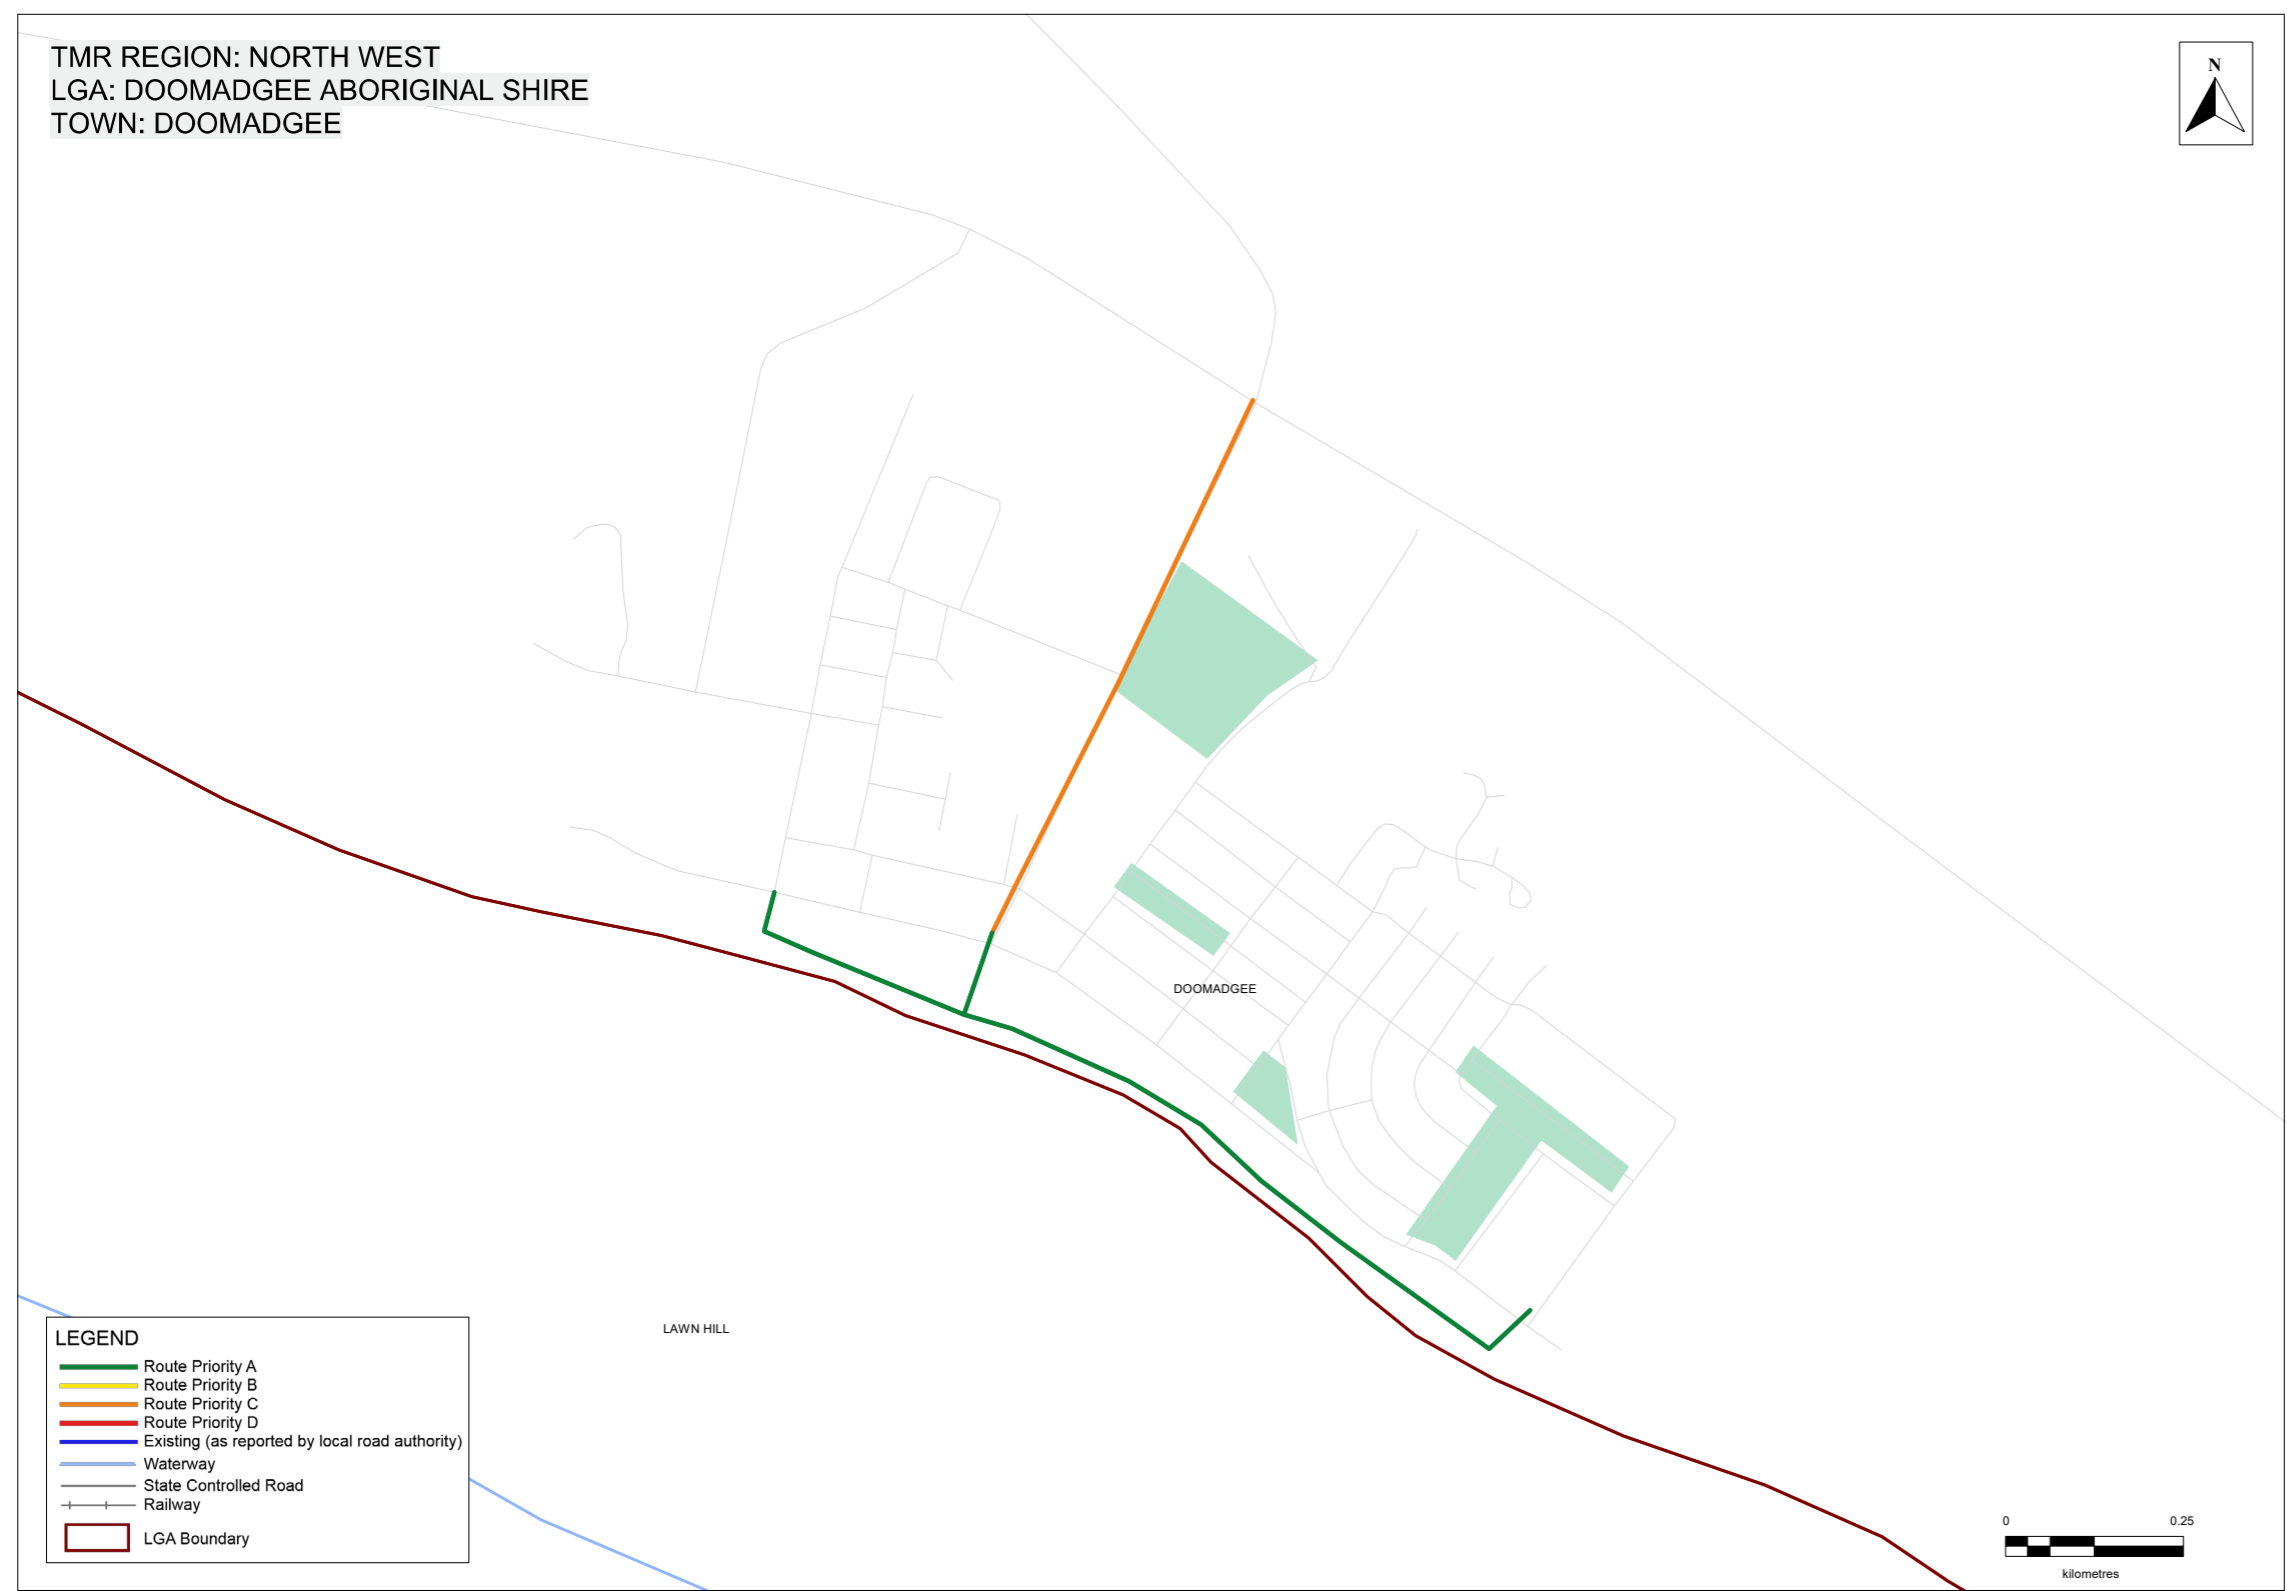 TMR REGION: NORTH WEST
LGA: DOOMADGEE ABORIGINAL SHIRE
TOWN: DOOMADGEE
N
DOOMADGEE
LAWN HILL
LEGEND
Route Priority A
Route Priority B
Route Priority C
Route Priority D
Existing (as reported by local road authority)
Waterway
State Controlled Road
Railway
LGA Boundary
0 0.25
kilometres